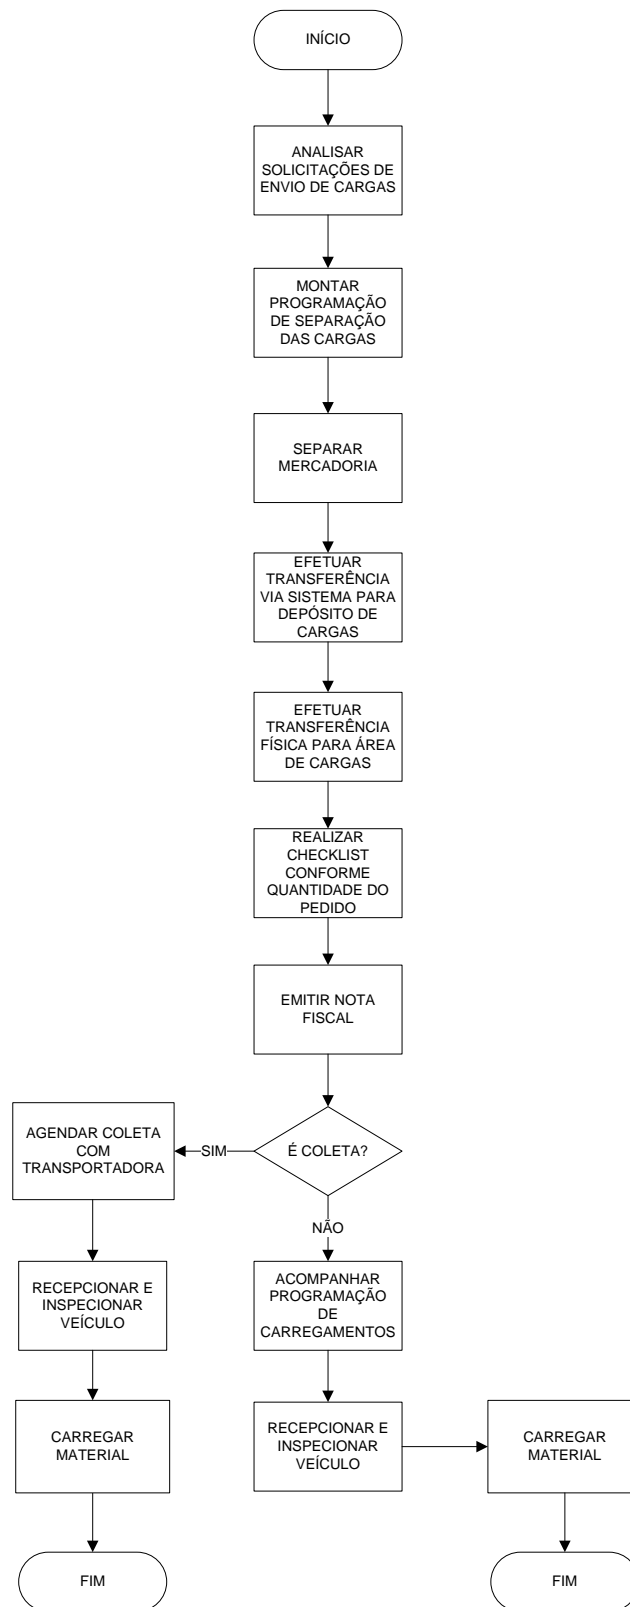 INÍCIO
ANALISAR
SOLICITAÇÕES DE
ENVIO DE CARGAS
MONTAR
PROGRAMAÇÃO
DE SEPARAÇÃO
DAS CARGAS
SEPARAR
MERCADORIA
EFETUAR
TRANSFERÊNCIA
VIA SISTEMA PARA
DEPÓSITO DE
CARGAS
EFETUAR
TRANSFERÊNCIA
FÍSICA PARA ÁREA
DE CARGAS
REALIZAR
CHECKLIST
CONFORME
QUANTIDADE DO
PEDIDO
EMITIR NOTA
FISCAL
É COLETA?
SIM
AGENDAR COLETA
COM
TRANSPORTADORA
RECEPCIONAR E
INSPECIONAR
VEÍCULO
CARREGAR
MATERIAL
FIM
NÃO
ACOMPANHAR
PROGRAMAÇÃO
DE
CARREGAMENTOS
RECEPCIONAR E
INSPECIONAR
VEÍCULO
CARREGAR
MATERIAL
FIM